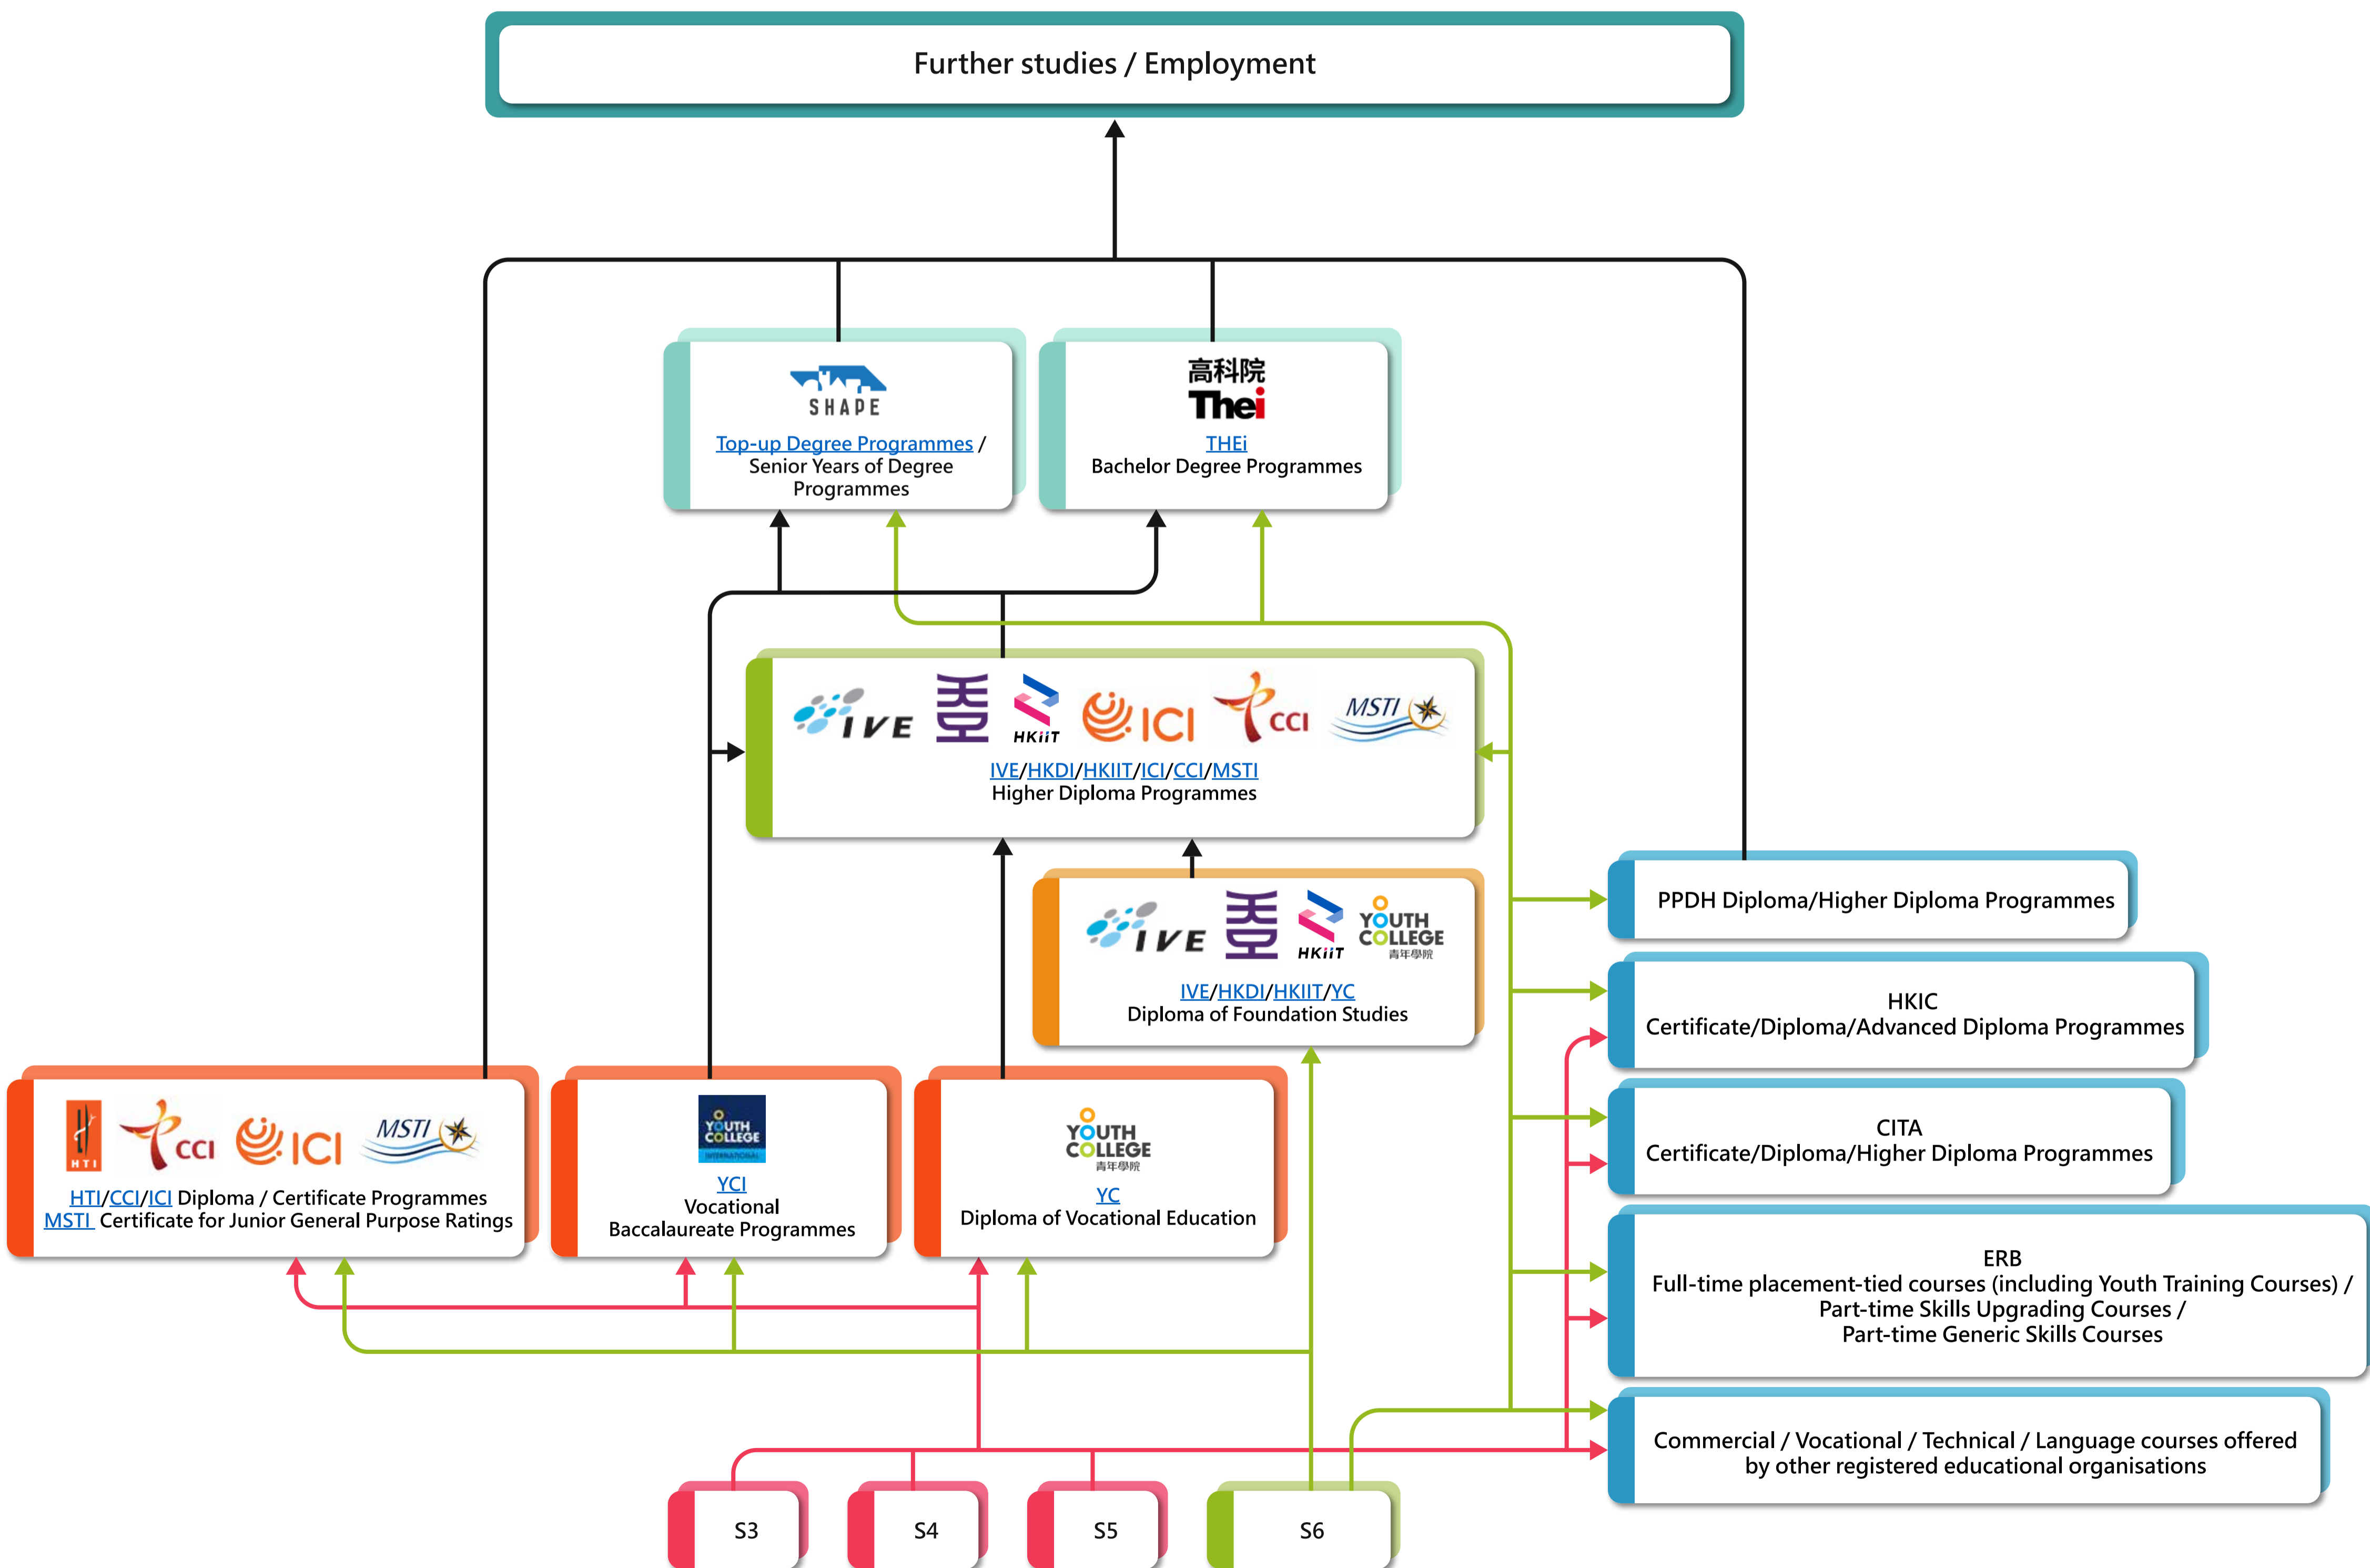 Further studies / Employment
SHAPE
Top-up Degree Programmes /
Senior Years of Degree
Programmes
高科院
Thei
THEi
Bachelor Degree Programmes
IVE
HKiiT
ICI
CCI
MSTI
IVE/HKDI/HKIIT/ICI/CCI/MSTI
Higher Diploma Programmes
IVE
HKiiT
YOUTH
COLLEGE
青年學院
IVE/HKDI/HKIIT/YC
Diploma of Foundation Studies
PPDH Diploma/Higher Diploma Programmes
HKIC
Certificate/Diploma/Advanced Diploma Programmes
CITA
Certificate/Diploma/Higher Diploma Programmes
ERB
Full-time placement-tied courses (including Youth Training Courses) /
Part-time Skills Upgrading Courses /
Part-time Generic Skills Courses
Commercial / Vocational / Technical / Language courses offered
by other registered educational organisations
HTI
CCI
ICI
MSTI
HTI/CCI/ICI Diploma / Certificate Programmes
MSTI Certificate for Junior General Purpose Ratings
YOUTH
COLLEGE
INTERNATIONAL
YCI
Vocational
Baccalaureate Programmes
YOUTH
COLLEGE
青年學院
YC
Diploma of Vocational Education
S3
S4
S5
S6